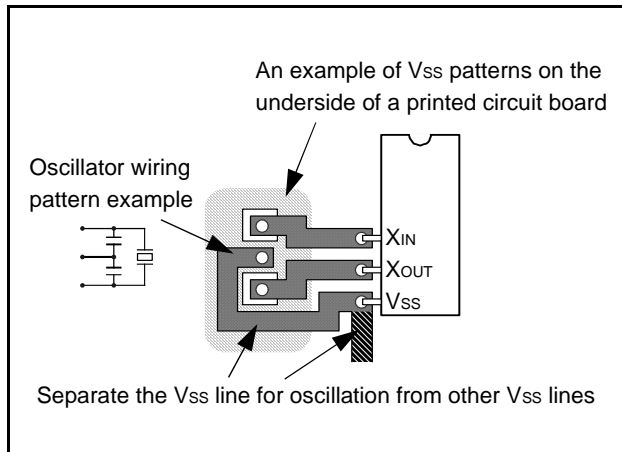 An example of VSS patterns on the
underside of a printed circuit board
Oscillator wiring
pattern example
XIN
XOUT
VSS
Separate the VSS line for oscillation from other VSS lines